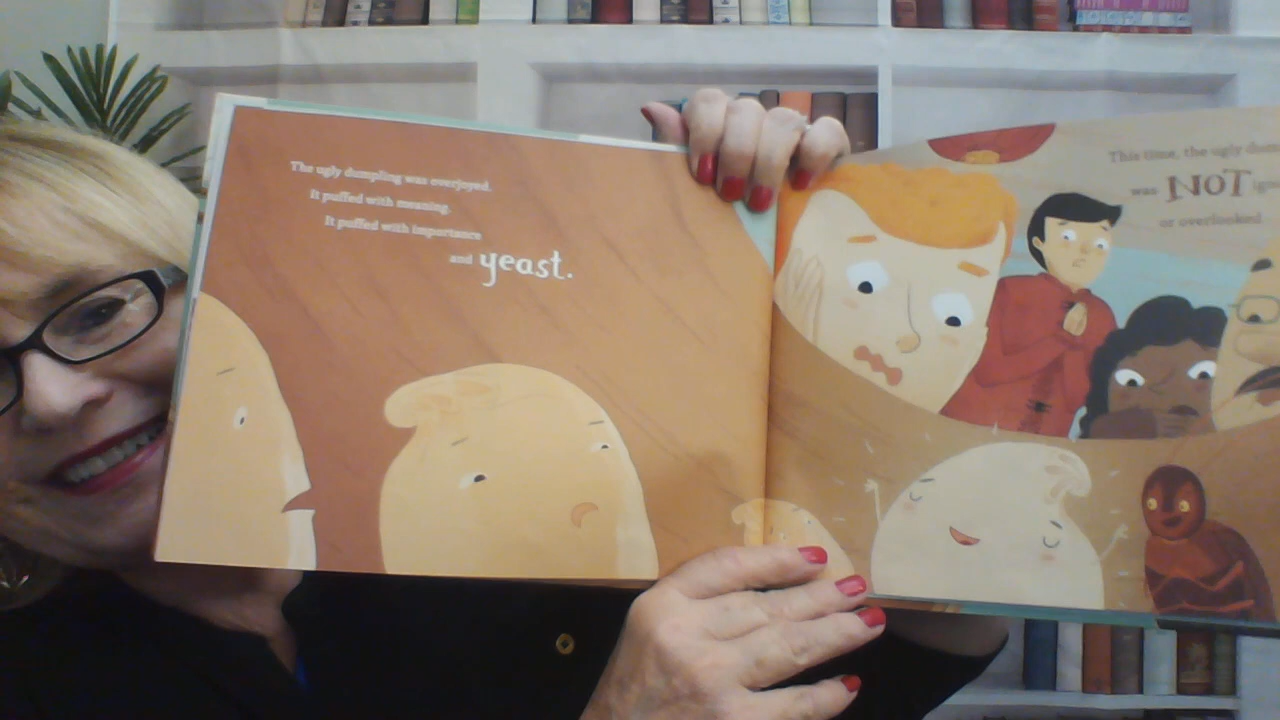 The ugly dumpling was overjoyed.
It puffed with meaning.
It puffed with importance
and yeast.
This time, the ugly
was NOT
or overlooked